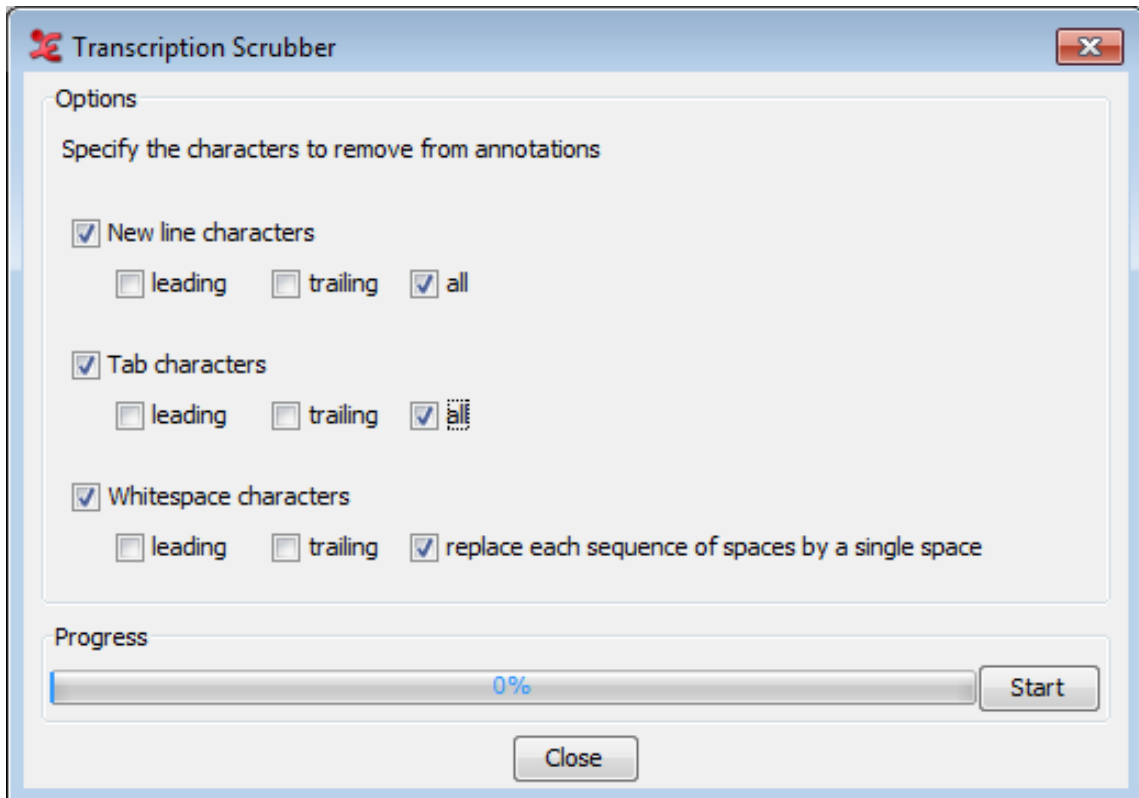 Transcription Scrubber
Options
Specify the characters to remove from annotations
New line characters
leading trailing all
Tab characters
leading trailing all
Whitespace characters
leading trailing replace each sequence of spaces by a single space
Progress
0% Start
Close